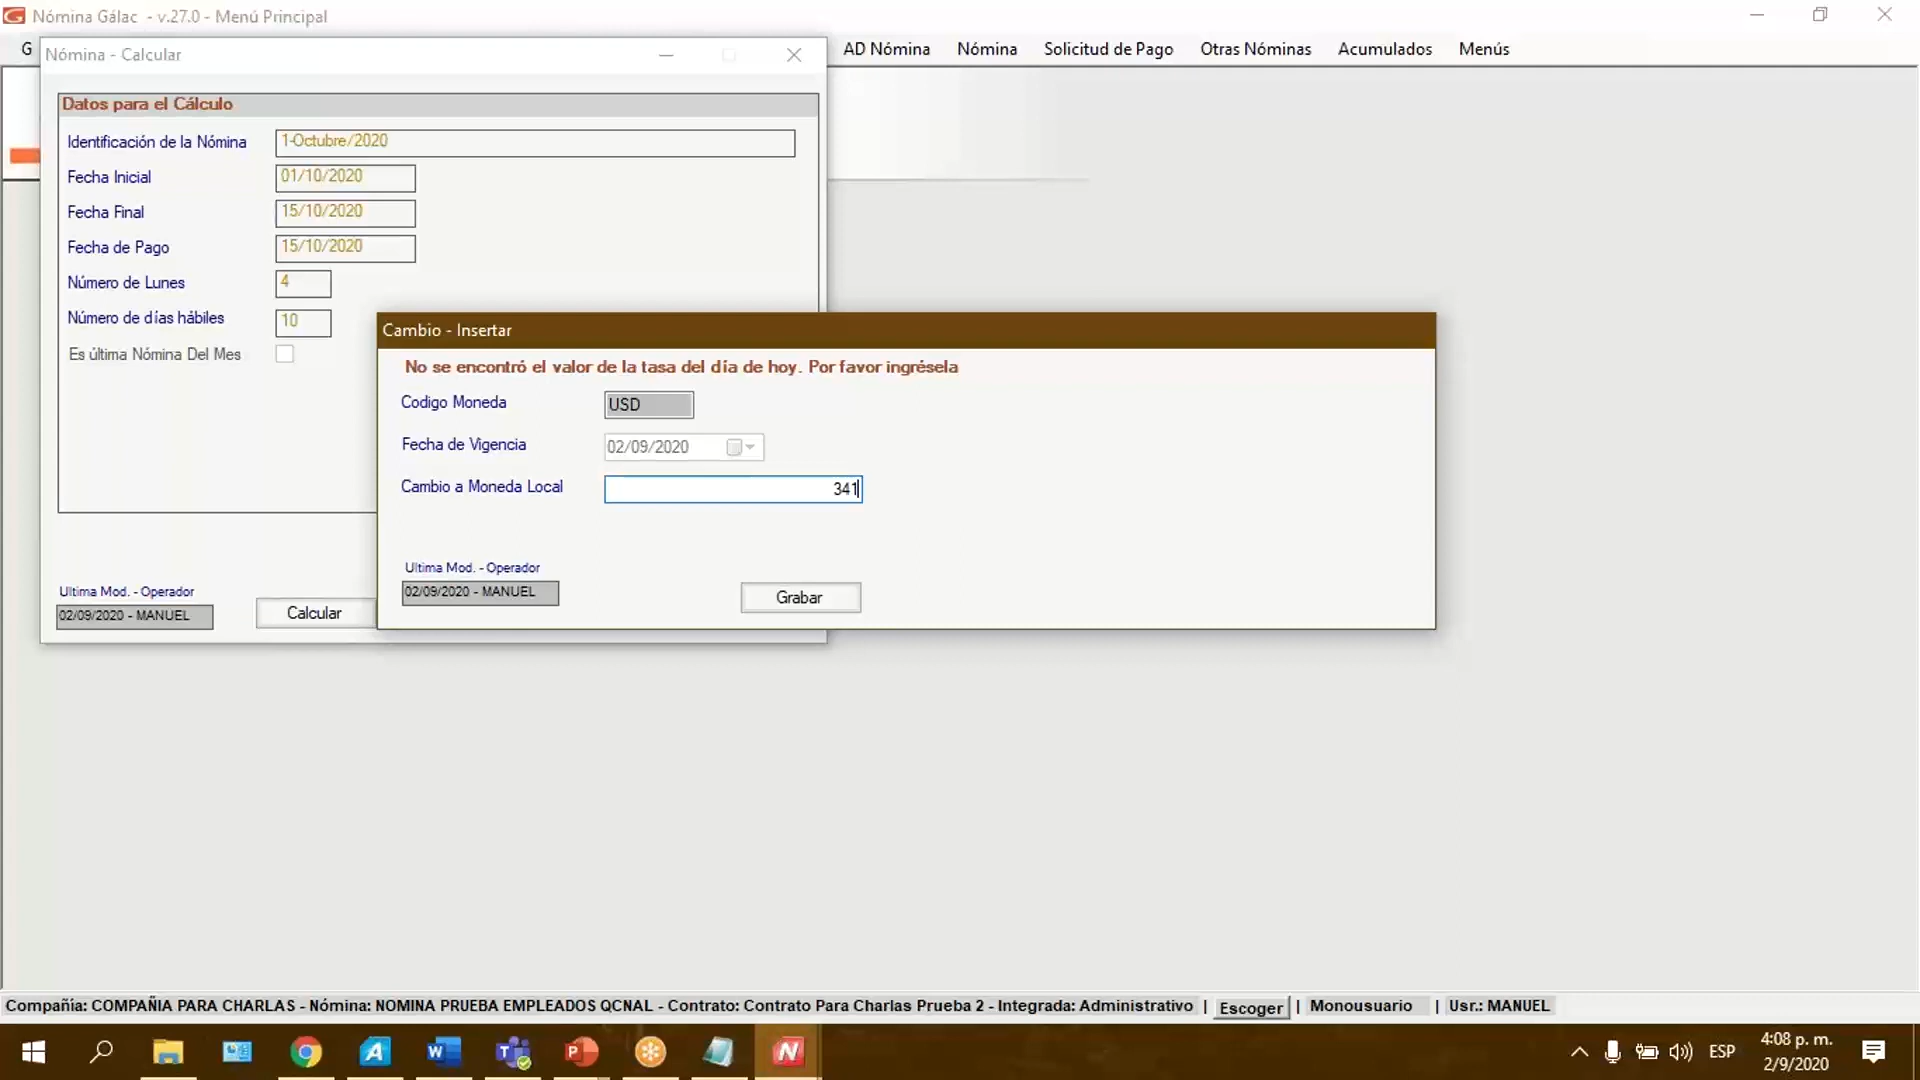 Nómina Gálac - v.27.0 - Menú Principal
G
AD Nómina
Nómina
Solicitud de Pago
Otras Nóminas
Acumulados
Menús
Nómina - Calcular
Datos para el Cálculo
Identificación de la Nómina
1-Octubre/2020
Fecha Inicial
01/10/2020
Fecha Final
15/10/2020
Fecha de Pago
15/10/2020
Número de Lunes
4
Número de días hábiles
10
Es última Nómina Del Mes
Ultima Mod. - Operador
02/09/2020 - MANUEL
Calcular
Cambio - Insertar
No se encontró el valor de la tasa del día de hoy. Por favor ingrésela
Codigo Moneda
USD
Fecha de Vigencia
02/09/2020
Cambio a Moneda Local
341
Ultima Mod. - Operador
02/09/2020 - MANUEL
Grabar
Compañía: COMPAÑIA PARA CHARLAS - Nómina: NOMINA PRUEBA EMPLEADOS QCNAL - Contrato: Contrato Para Charlas Prueba 2 - Integrada: Administrativo | Escoger | Monousuario | Usr.: MANUEL
ESP
4:08 p. m.
2/9/2020